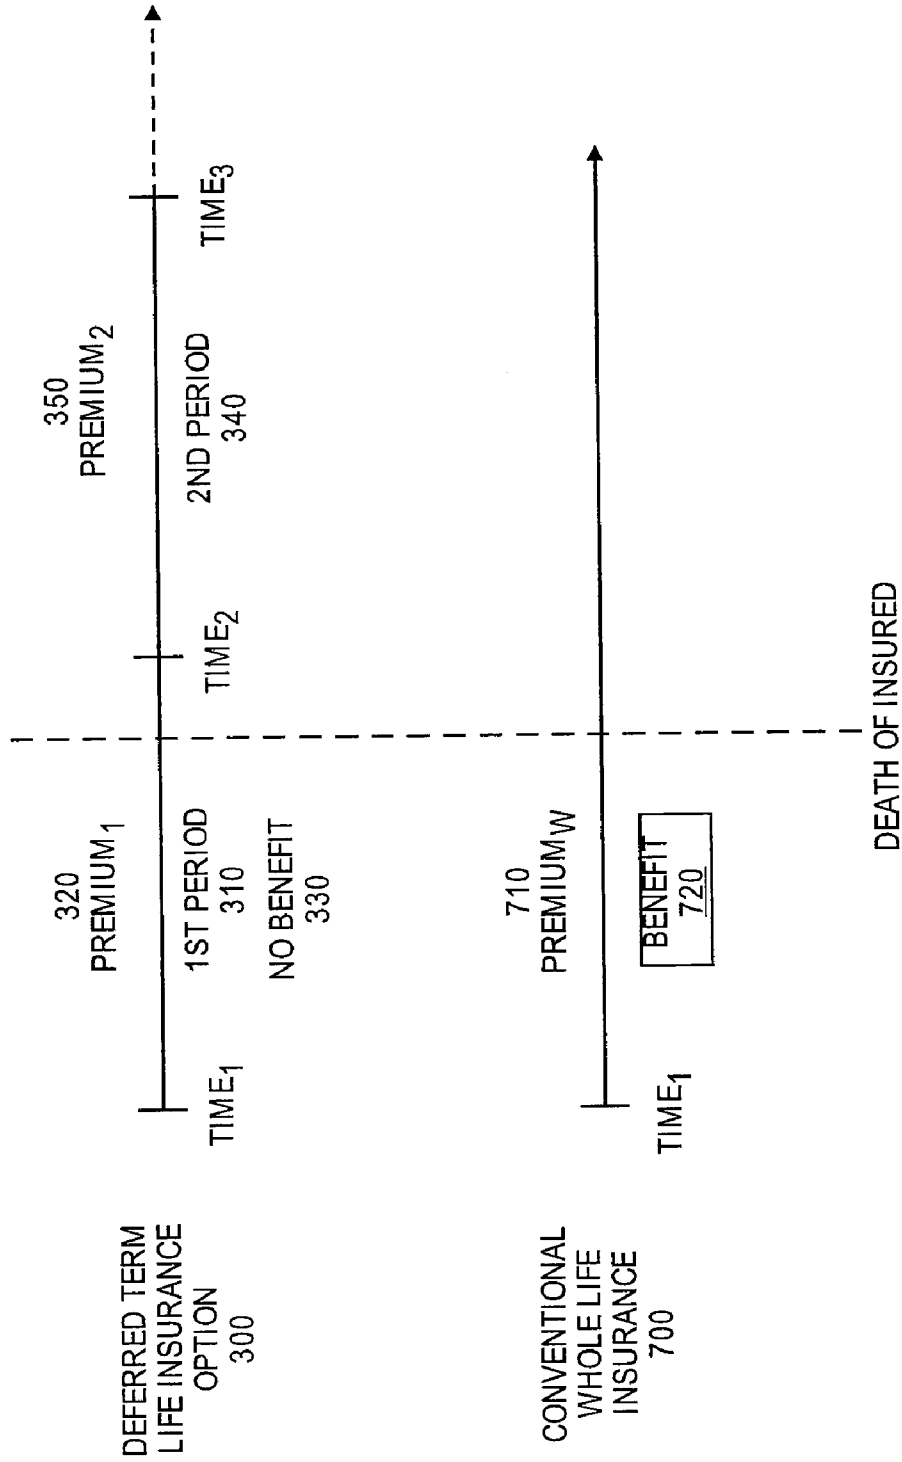 DEFERRED TERM
LIFE INSURANCE
OPTION
300
320
PREMIUM1
350
PREMIUM2
1ST PERIOD
310
NO BENEFIT
330
2ND PERIOD
340
TIME1
TIME2
TIME3
CONVENTIONAL
WHOLE LIFE
INSURANCE
700
710
PREMIUMW
BENEFIT
720
TIME1
DEATH OF INSURED